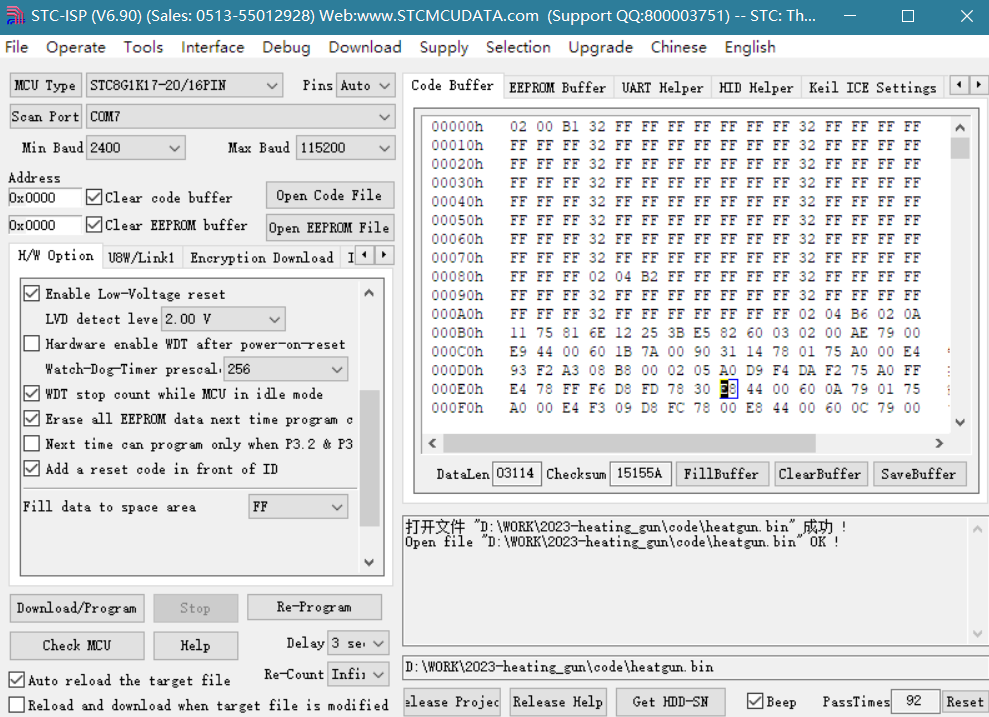 STC-ISP (V6.90) (Sales: 0513-55012928) Web:www.STCMCUDATA.com  (Support QQ:800003751) -- STC: Th...
File Operate Tools Interface Debug Download Supply Selection Upgrade Chinese English
MCU Type STC8G1K17-20/16PIN Pins Auto
Scan Port COM7
Min Baud 2400 Max Baud 115200
Address
0x0000 Clear code buffer Open Code File
0x0000 Clear EEPROM buffer Open EEPROM File
H/W Option U8W/Link1 Encryption Download I
Enable Low-Voltage reset
LVD detect leve 2.00 V
Hardware enable WDT after power-on-reset
Watch-Dog-Timer prescal 256
WDT stop count while MCU in idle mode
Erase all EEPROM data next time program c
Next time can program only when P3.2 & P3
Add a reset code in front of ID
Fill data to space area FF
Download/Program Stop Re-Program
Check MCU Help Delay 3 se
Auto reload the target file Re-Count Infi
Reload and download when target file is modified
Code Buffer EEPROM Buffer UART Helper HID Helper Keil ICE Settings
00000h 02 00 B1 32 FF FF FF FF FF FF FF 32 FF FF FF FF
00010h FF FF FF 32 FF FF FF FF FF FF FF 32 FF FF FF FF
00020h FF FF FF 32 FF FF FF FF FF FF FF 32 FF FF FF FF
00030h FF FF FF 32 FF FF FF FF FF FF FF 32 FF FF FF FF
00040h FF FF FF 32 FF FF FF FF FF FF FF 32 FF FF FF FF
00050h FF FF FF 32 FF FF FF FF FF FF FF 32 FF FF FF FF
00060h FF FF FF 32 FF FF FF FF FF FF FF 32 FF FF FF FF
00070h FF FF FF 32 FF FF FF FF FF FF FF 32 FF FF FF FF
00080h FF FF FF 02 04 B2 FF FF FF FF FF 32 FF FF FF FF
00090h FF FF FF 32 FF FF FF FF FF FF FF 32 FF FF FF FF
000A0h FF FF FF 32 FF FF FF FF FF FF FF 02 04 B6 02 0A
000B0h 11 75 81 6E 12 25 3B E5 82 60 03 02 00 AE 79 00
000C0h E9 44 00 60 1B 7A 00 90 31 14 78 01 75 A0 00 E4
000D0h 93 F2 A3 08 B8 00 02 05 A0 D9 F4 DA F2 75 A0 FF
000E0h E4 78 FF F6 D8 FD 78 30 E8 44 00 60 0A 79 01 75
000F0h A0 00 E4 F3 09 D8 FC 78 00 E8 44 00 60 0C 79 00
DataLen 03114 Checksum 15155A FillBuffer ClearBuffer SaveBuffer
打开文件 "D:\WORK\2023-heating_gun\code\heatgun.bin" 成功 !
Open file "D:\WORK\2023-heating_gun\code\heatgun.bin" OK !
D:\WORK\2023-heating_gun\code\heatgun.bin
elease Projec Release Help Get HDD-SN Beep PassTimes 92 Reset